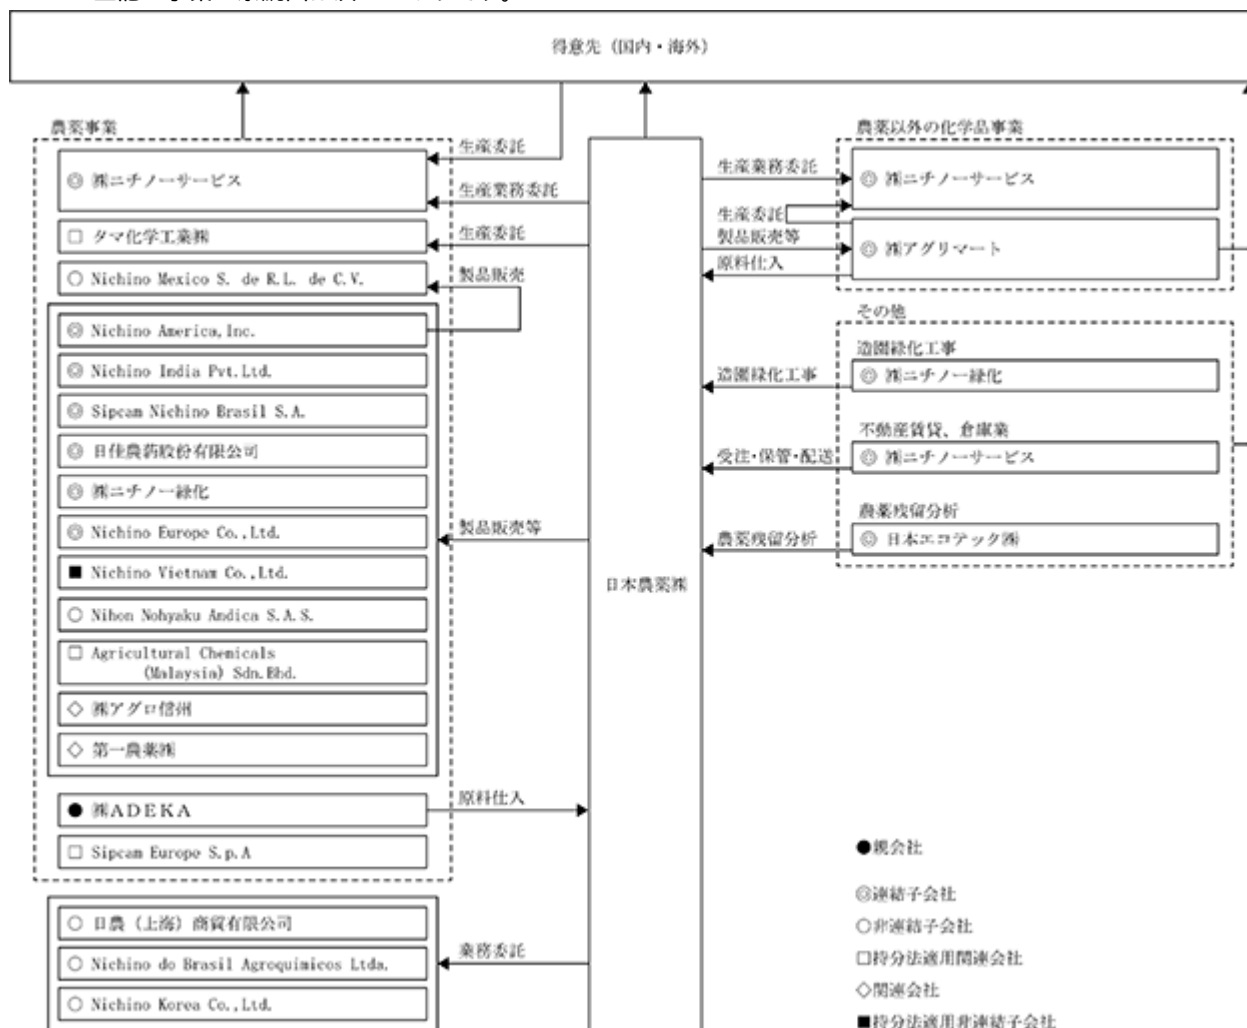 得意先（国内・海外）
農薬事業
◎ ㈱ニチノーサービス
□ タマ化学工業㈱
○ Nichino Mexico S. de R.L. de C.V.
◎ Nichino America,Inc.
◎ Nichino India Pvt.Ltd.
◎ Sipcam Nichino Brasil S.A.
◎ 日佳農葯股份有限公司
◎ ㈱ニチノー緑化
◎ Nichino Europe Co.,Ltd.
■ Nichino Vietnam Co.,Ltd.
○ Nihon Nohyaku Andica S.A.S.
□ Agricultural Chemicals
(Malaysia) Sdn.Bhd.
◇ ㈱アグロ信州
◇ 第一農薬㈱
● ㈱ＡＤＥＫＡ
□ Sipcam Europe S.p.A
○ 日農（上海）商貿有限公司
○ Nichino do Brasil Agroquimicos Ltda.
○ Nichino Korea Co.,Ltd.
生産委託
生産業務委託
生産委託
製品販売
製品販売等
原料仕入
業務委託
日本農薬㈱
生産業務委託
生産委託
製品販売等
原料仕入
造園緑化工事
受注・保管・配送
農薬残留分析
農薬以外の化学品事業
◎ ㈱ニチノーサービス
◎ ㈱アグリマート
その他
造園緑化工事
◎ ㈱ニチノー緑化
不動産賃貸、倉庫業
◎ ㈱ニチノーサービス
農薬残留分析
◎ 日本エコテック㈱
●親会社
◎連結子会社
○非連結子会社
□持分法適用関連会社
◇関連会社
■持分法適用非連結子会社